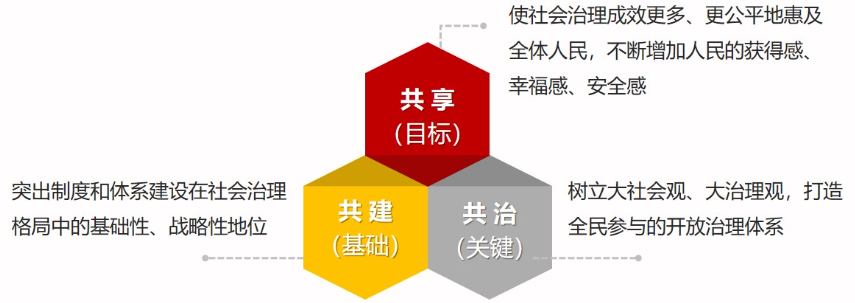 使社会治理成效更多、更公平地惠及
全体人民，不断增加人民的获得感、
幸福感、安全感
共享
（目标）
突出制度和体系建设在社会治理
格局中的基础性、战略性地位
共建
（基础）
共治
（关键）
树立大社会观、大治理观，打造
全民参与的开放治理体系